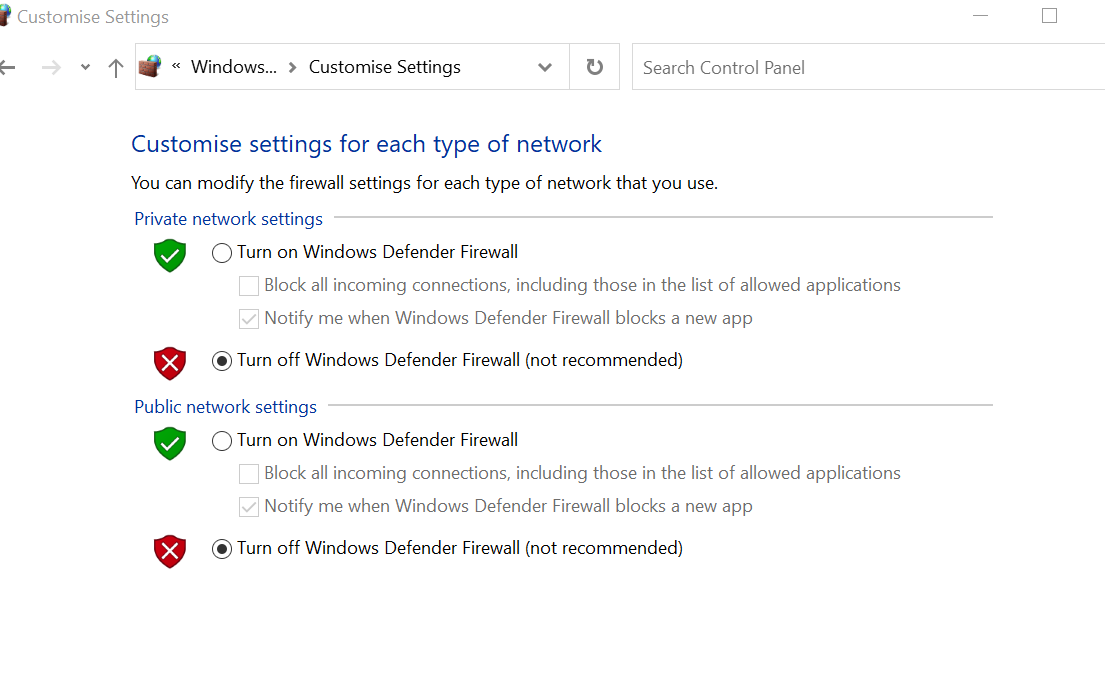 Customise Settings
« Windows... > Customise Settings
Search Control Panel
Customise settings for each type of network
You can modify the firewall settings for each type of network that you use.
Private network settings
Turn on Windows Defender Firewall
Block all incoming connections, including those in the list of allowed applications
Notify me when Windows Defender Firewall blocks a new app
Turn off Windows Defender Firewall (not recommended)
Public network settings
Turn on Windows Defender Firewall
Block all incoming connections, including those in the list of allowed applications
Notify me when Windows Defender Firewall blocks a new app
Turn off Windows Defender Firewall (not recommended)